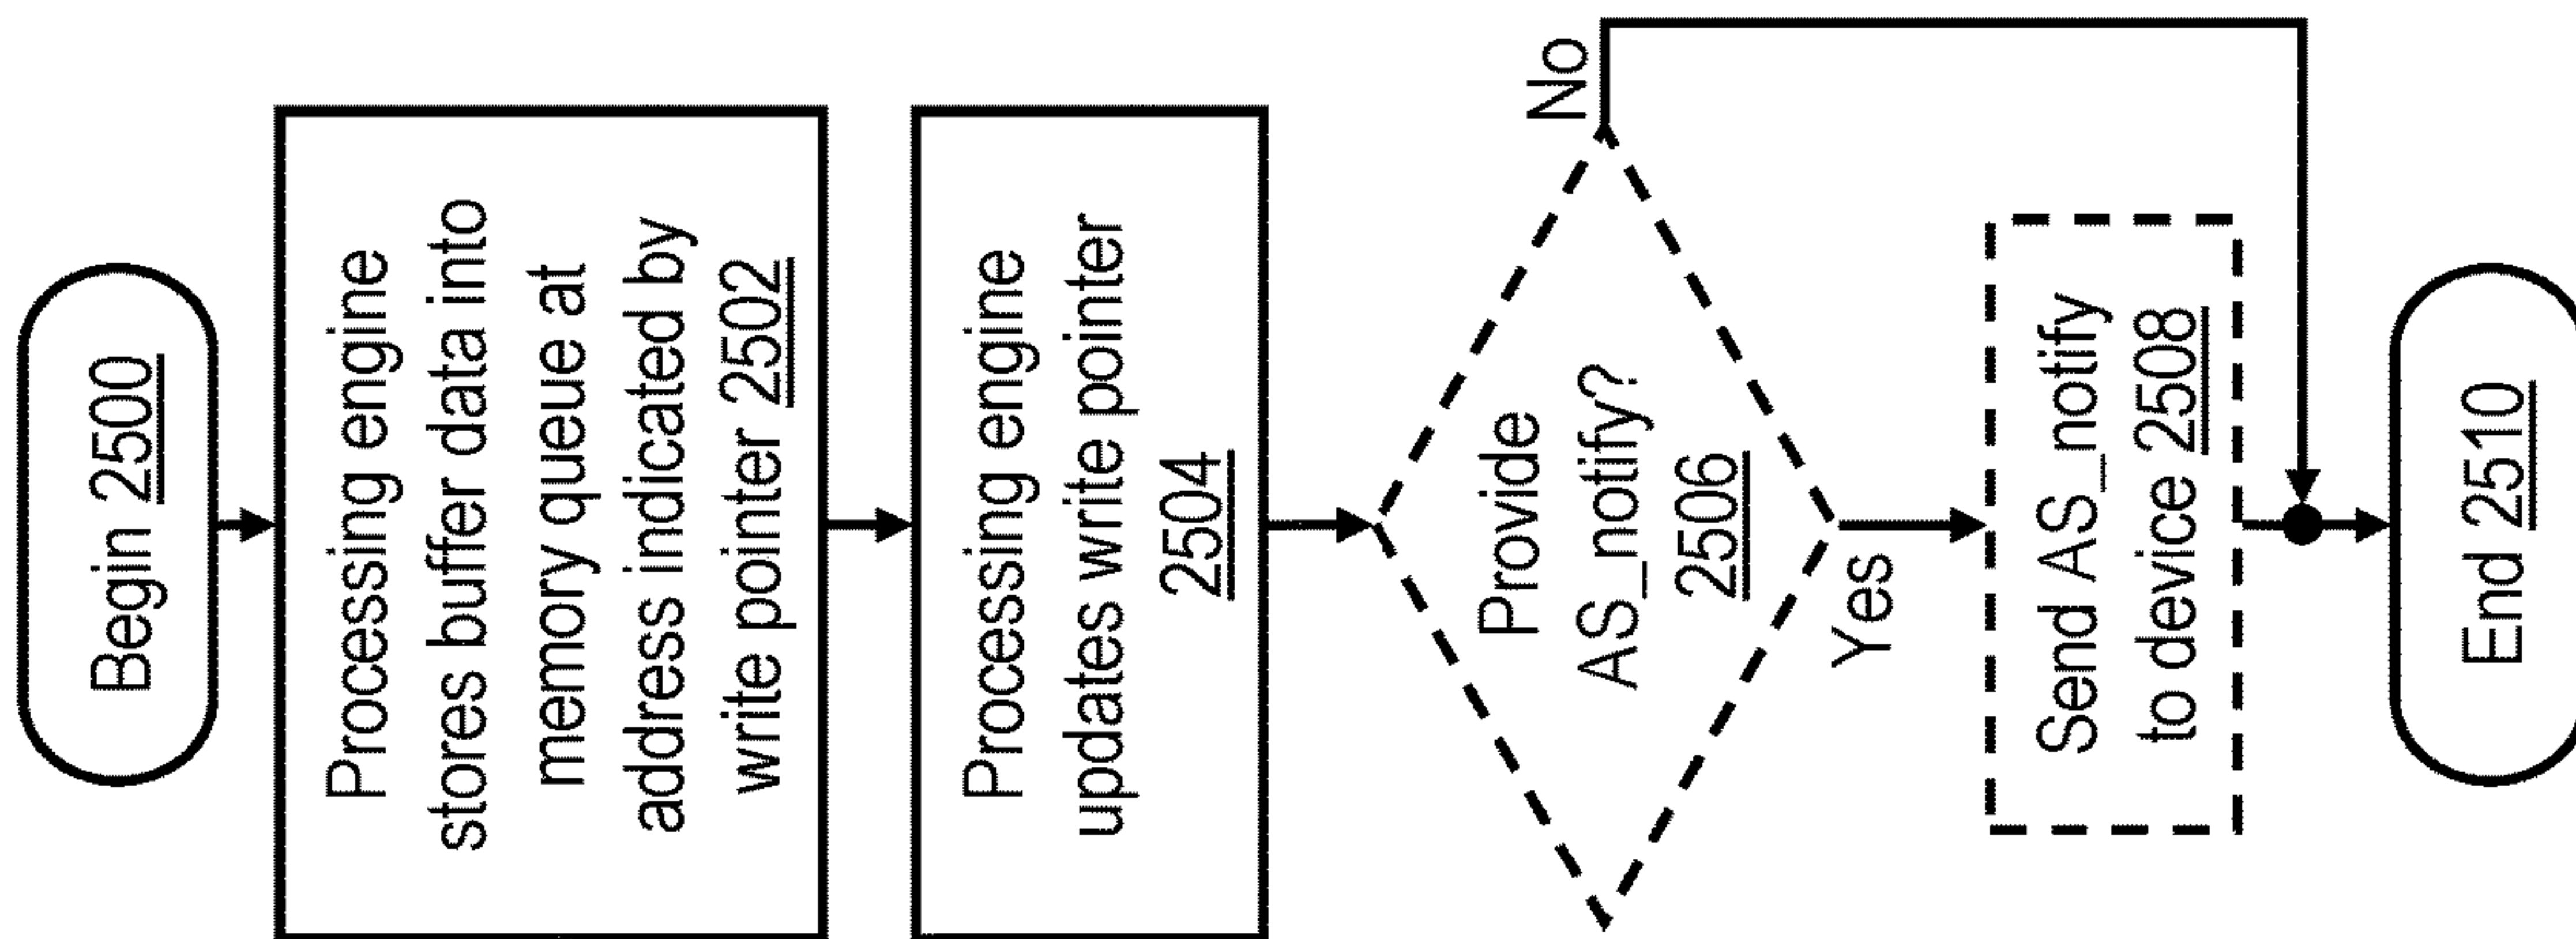 Begin 2500
Processing engine
stores buffer data into
memory queue at
address indicated by
write pointer 2502
Processing engine
updates write pointer
2504
Provide
AS_notify?
2506
No
Yes
Send AS_notify
to device 2508
End 2510